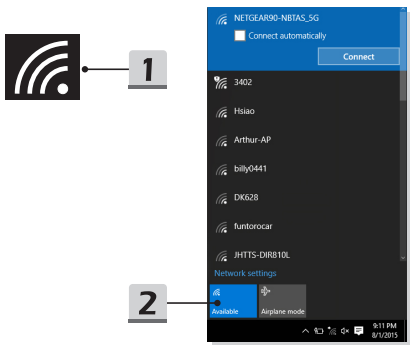 NETGEAR90-NBTAS_5G
Connect automatically
Connect
1
3402
Hsiao
Arthur-AP
billy0441
DK628
funtorocar
JHTTS-DIR810L
Network settings
2
Available
Airplane mode
9:11 PM
8/1/2015